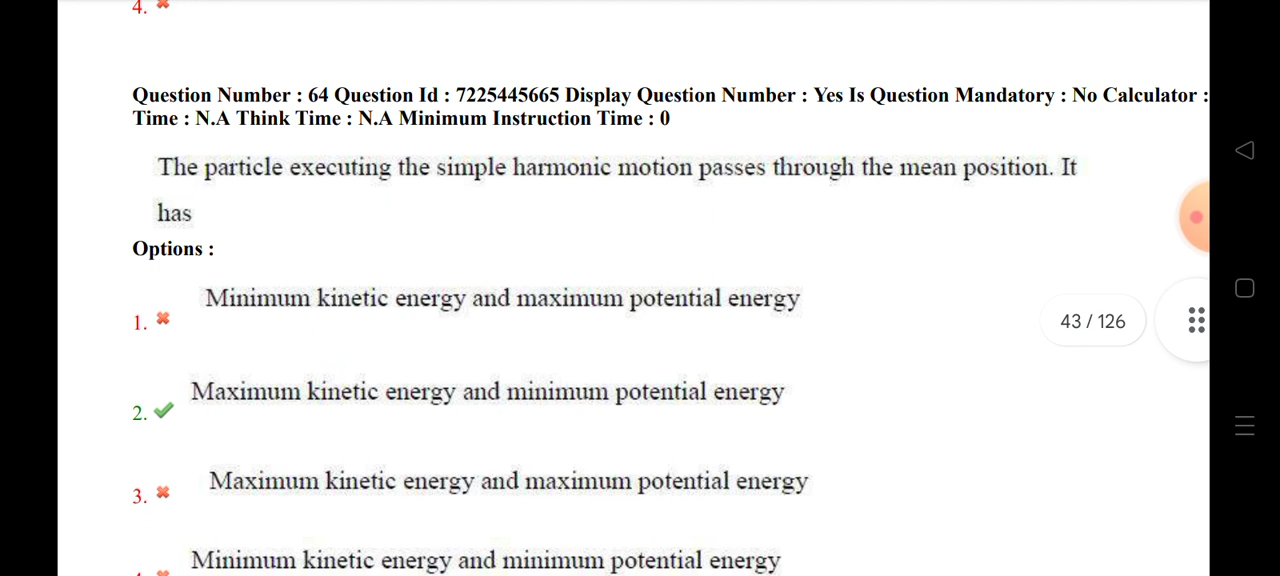 4.
Question Number : 64 Question Id : 7225445665 Display Question Number : Yes Is Question Mandatory : No Calculator :
Time : N.A Think Time : N.A Minimum Instruction Time : 0
The particle executing the simple harmonic motion passes through the mean position. It
has
Options :
Minimum kinetic energy and maximum potential energy
1.
43 / 126
Maximum kinetic energy and minimum potential energy
2.
Maximum kinetic energy and maximum potential energy
3.
Minimum kinetic energy and minimum potential energy